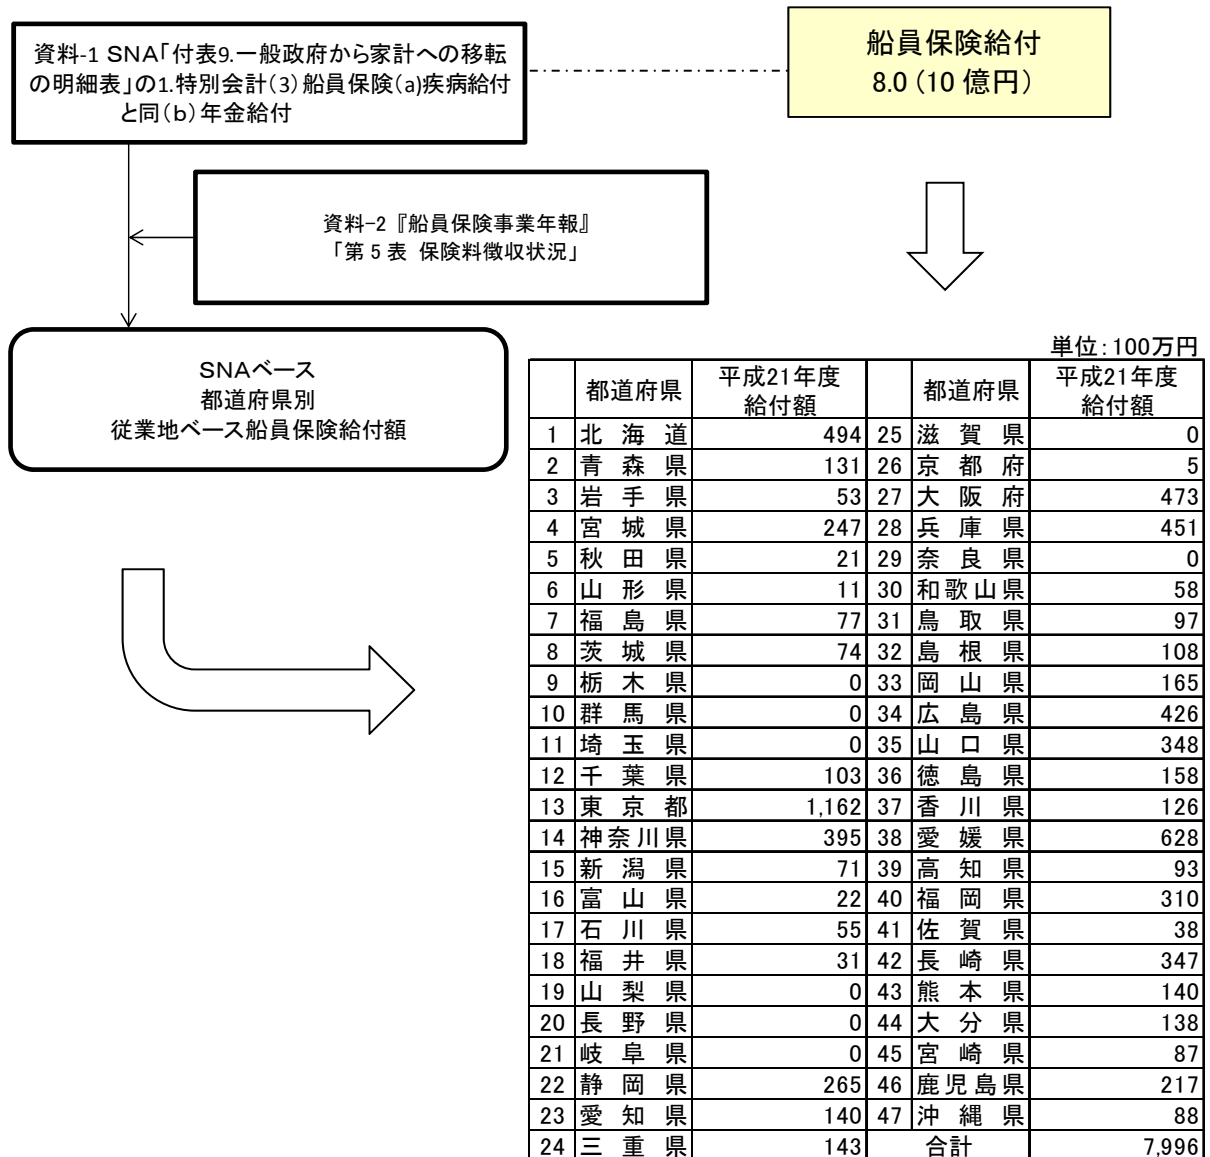 資料-1 SNA「付表9.一般政府から家計への移転
の明細表」の1.特別会計(3)船員保険(a)疾病給付
と同(b)年金給付
船員保険給付
8.0(10億円)
資料-2『船員保険事業年報』
「第5表 保険料徴収状況」
SNAベース
都道府県別
従業地ベース船員保険給付額
単位:100万円
都道府県 平成21年度 給付額 都道府県 平成21年度 給付額
1 北海道 494 25 滋賀県 0
2 青森県 131 26 京都府 5
3 岩手県 53 27 大阪府 473
4 宮城県 247 28 兵庫県 451
5 秋田県 21 29 奈良県 0
6 山形県 11 30 和歌山県 58
7 福島県 77 31 鳥取県 97
8 茨城県 74 32 島根県 108
9 栃木県 0 33 岡山県 165
10 群馬県 0 34 広島県 426
11 埼玉県 0 35 山口県 348
12 千葉県 103 36 徳島県 158
13 東京都 1,162 37 香川県 126
14 神奈川県 395 38 愛媛県 628
15 新潟県 71 39 高知県 93
16 富山県 22 40 福岡県 310
17 石川県 55 41 佐賀県 38
18 福井県 31 42 長崎県 347
19 山梨県 0 43 熊本県 140
20 長野県 0 44 大分県 138
21 岐阜県 0 45 宮崎県 87
22 静岡県 265 46 鹿児島県 217
23 愛知県 140 47 沖縄県 88
24 三重県 143 合計 7,996